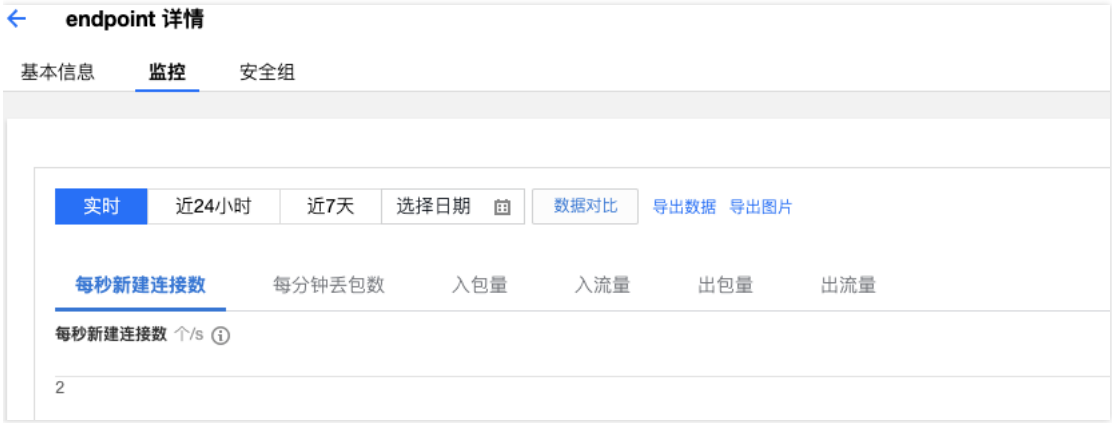 endpoint 详情
基本信息 监控 安全组
实时 近24小时 近7天 选择日期 数据对比 导出数据 导出图片
每秒新建连接数 每分钟丢包数 入包量 入流量 出包量 出流量
每秒新建连接数 个/s
2